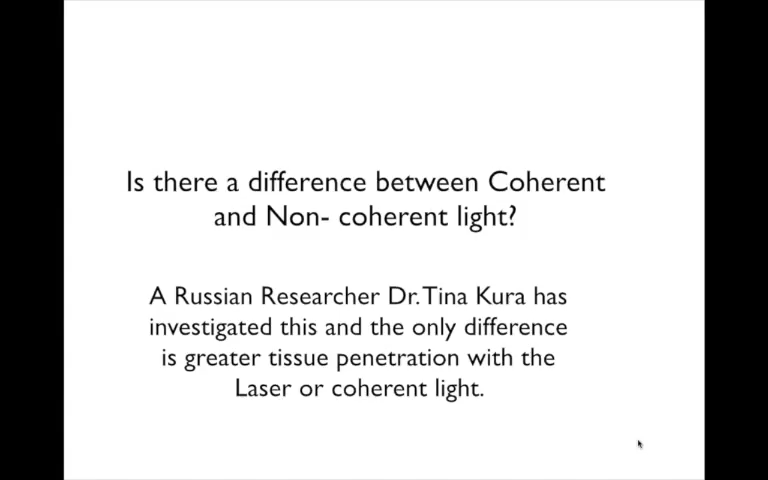 Is there a difference between Coherent
and Non- coherent light?
A Russian Researcher Dr. Tina Kura has
investigated this and the only difference
is greater tissue penetration with the
Laser or coherent light.